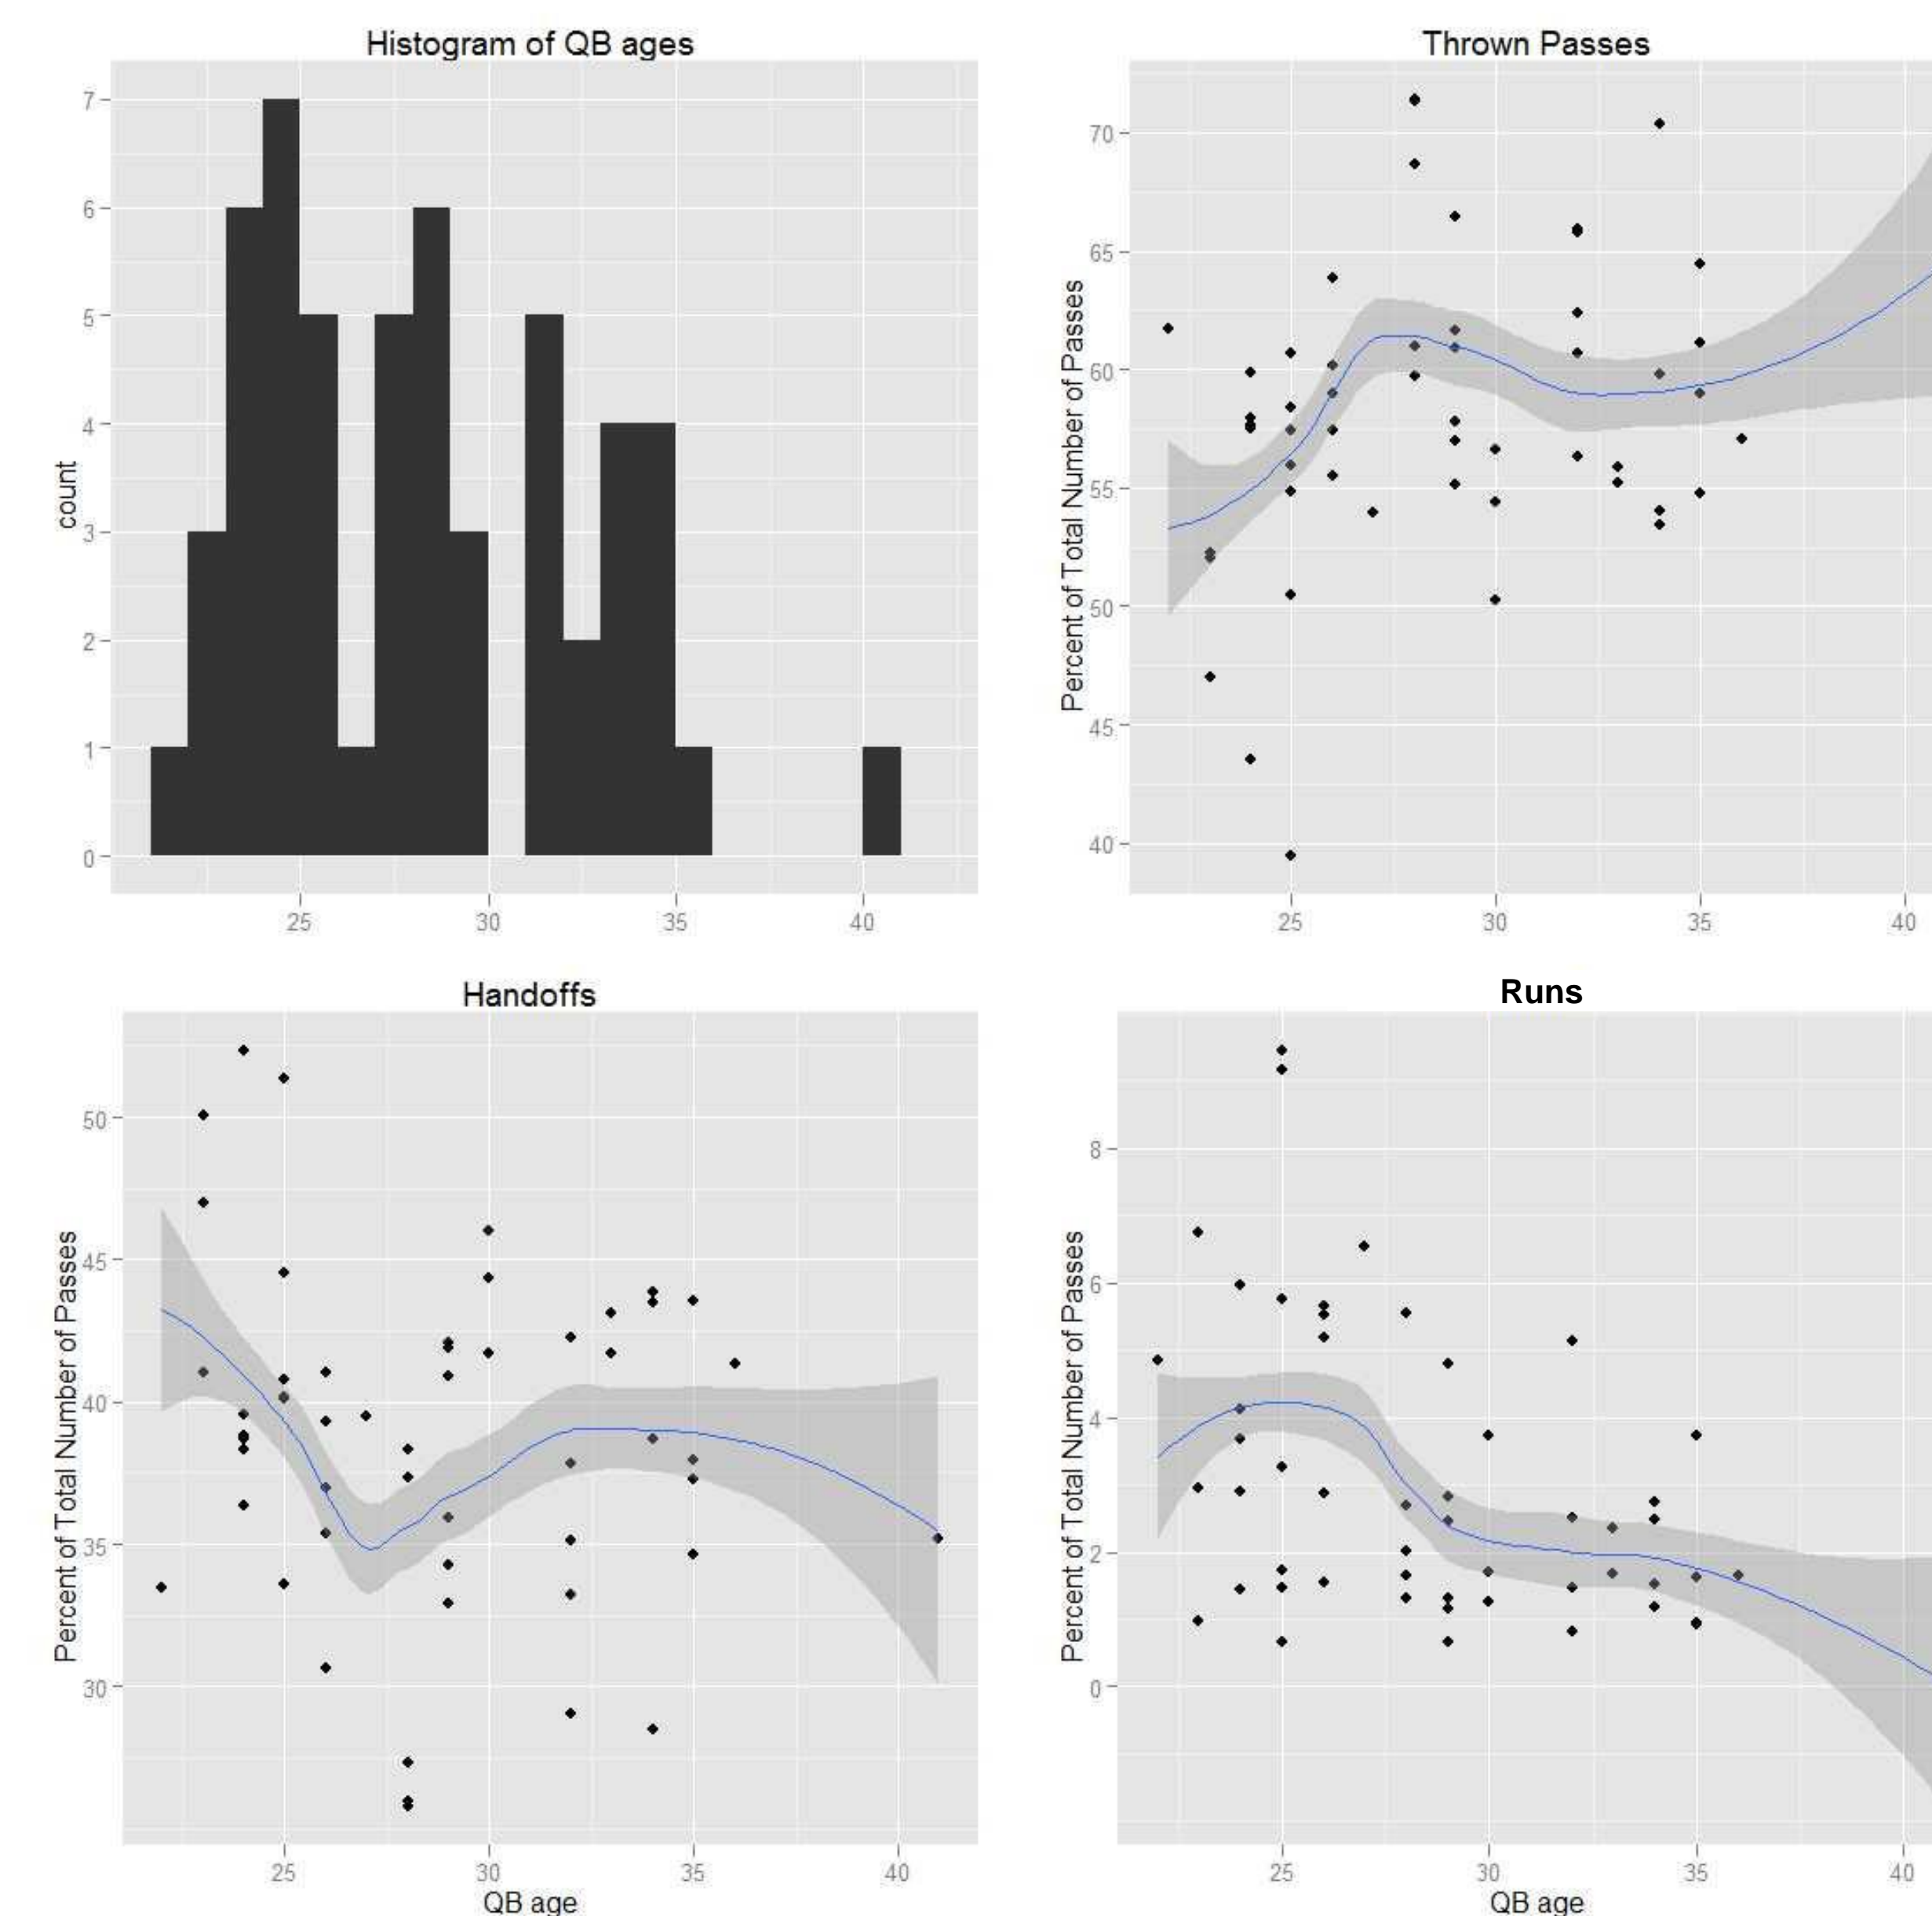 Histogram of QB ages
count
7
6
5
4
3
2
1
0
25 30 35 40
Thrown Passes
Percent of Total Number of Passes
70
65
60
55
50
45
40
25 30 35 40
Handoffs
Percent of Total Number of Passes
50
45
40
35
30
25 30 35 40
QB age
Runs
Percent of Total Number of Passes
8
6
4
2
0
25 30 35 40
QB age